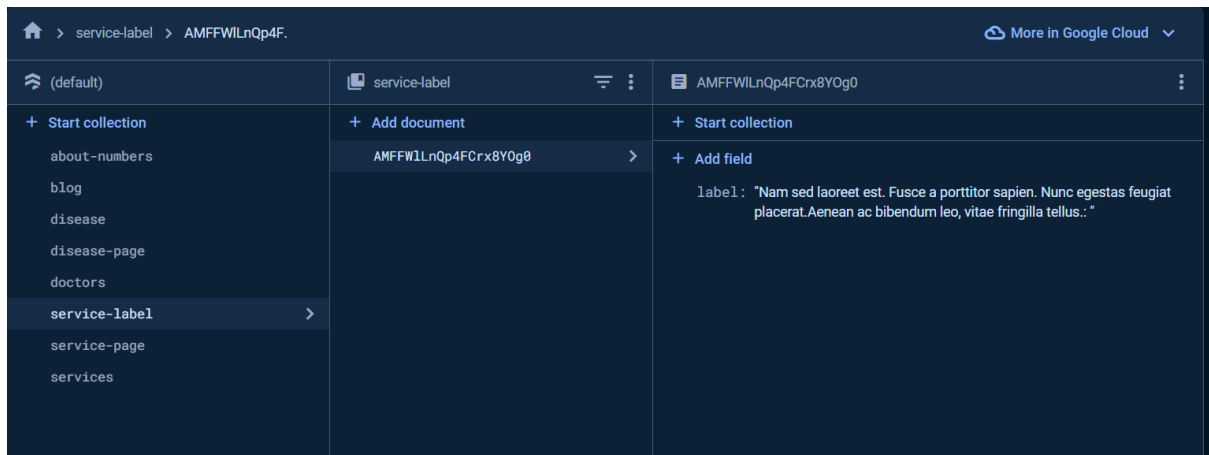 service-label
AMFFWlLnQp4F.
More in Google Cloud
(default)
service-label
AMFFWlLnQp4FCrx8YOg0
+ Start collection
+ Add document
+ Start collection
about-numbers
AMFFWlLnQp4FCrx8YOg0
+ Add field
blog
disease
disease-page
doctors
service-label
service-page
services
label: "Nam sed laoreet est. Fusce a porttitor sapien. Nunc egestas feugiat
placerat.Aenean ac bibendum leo, vitae fringilla tellus.: "